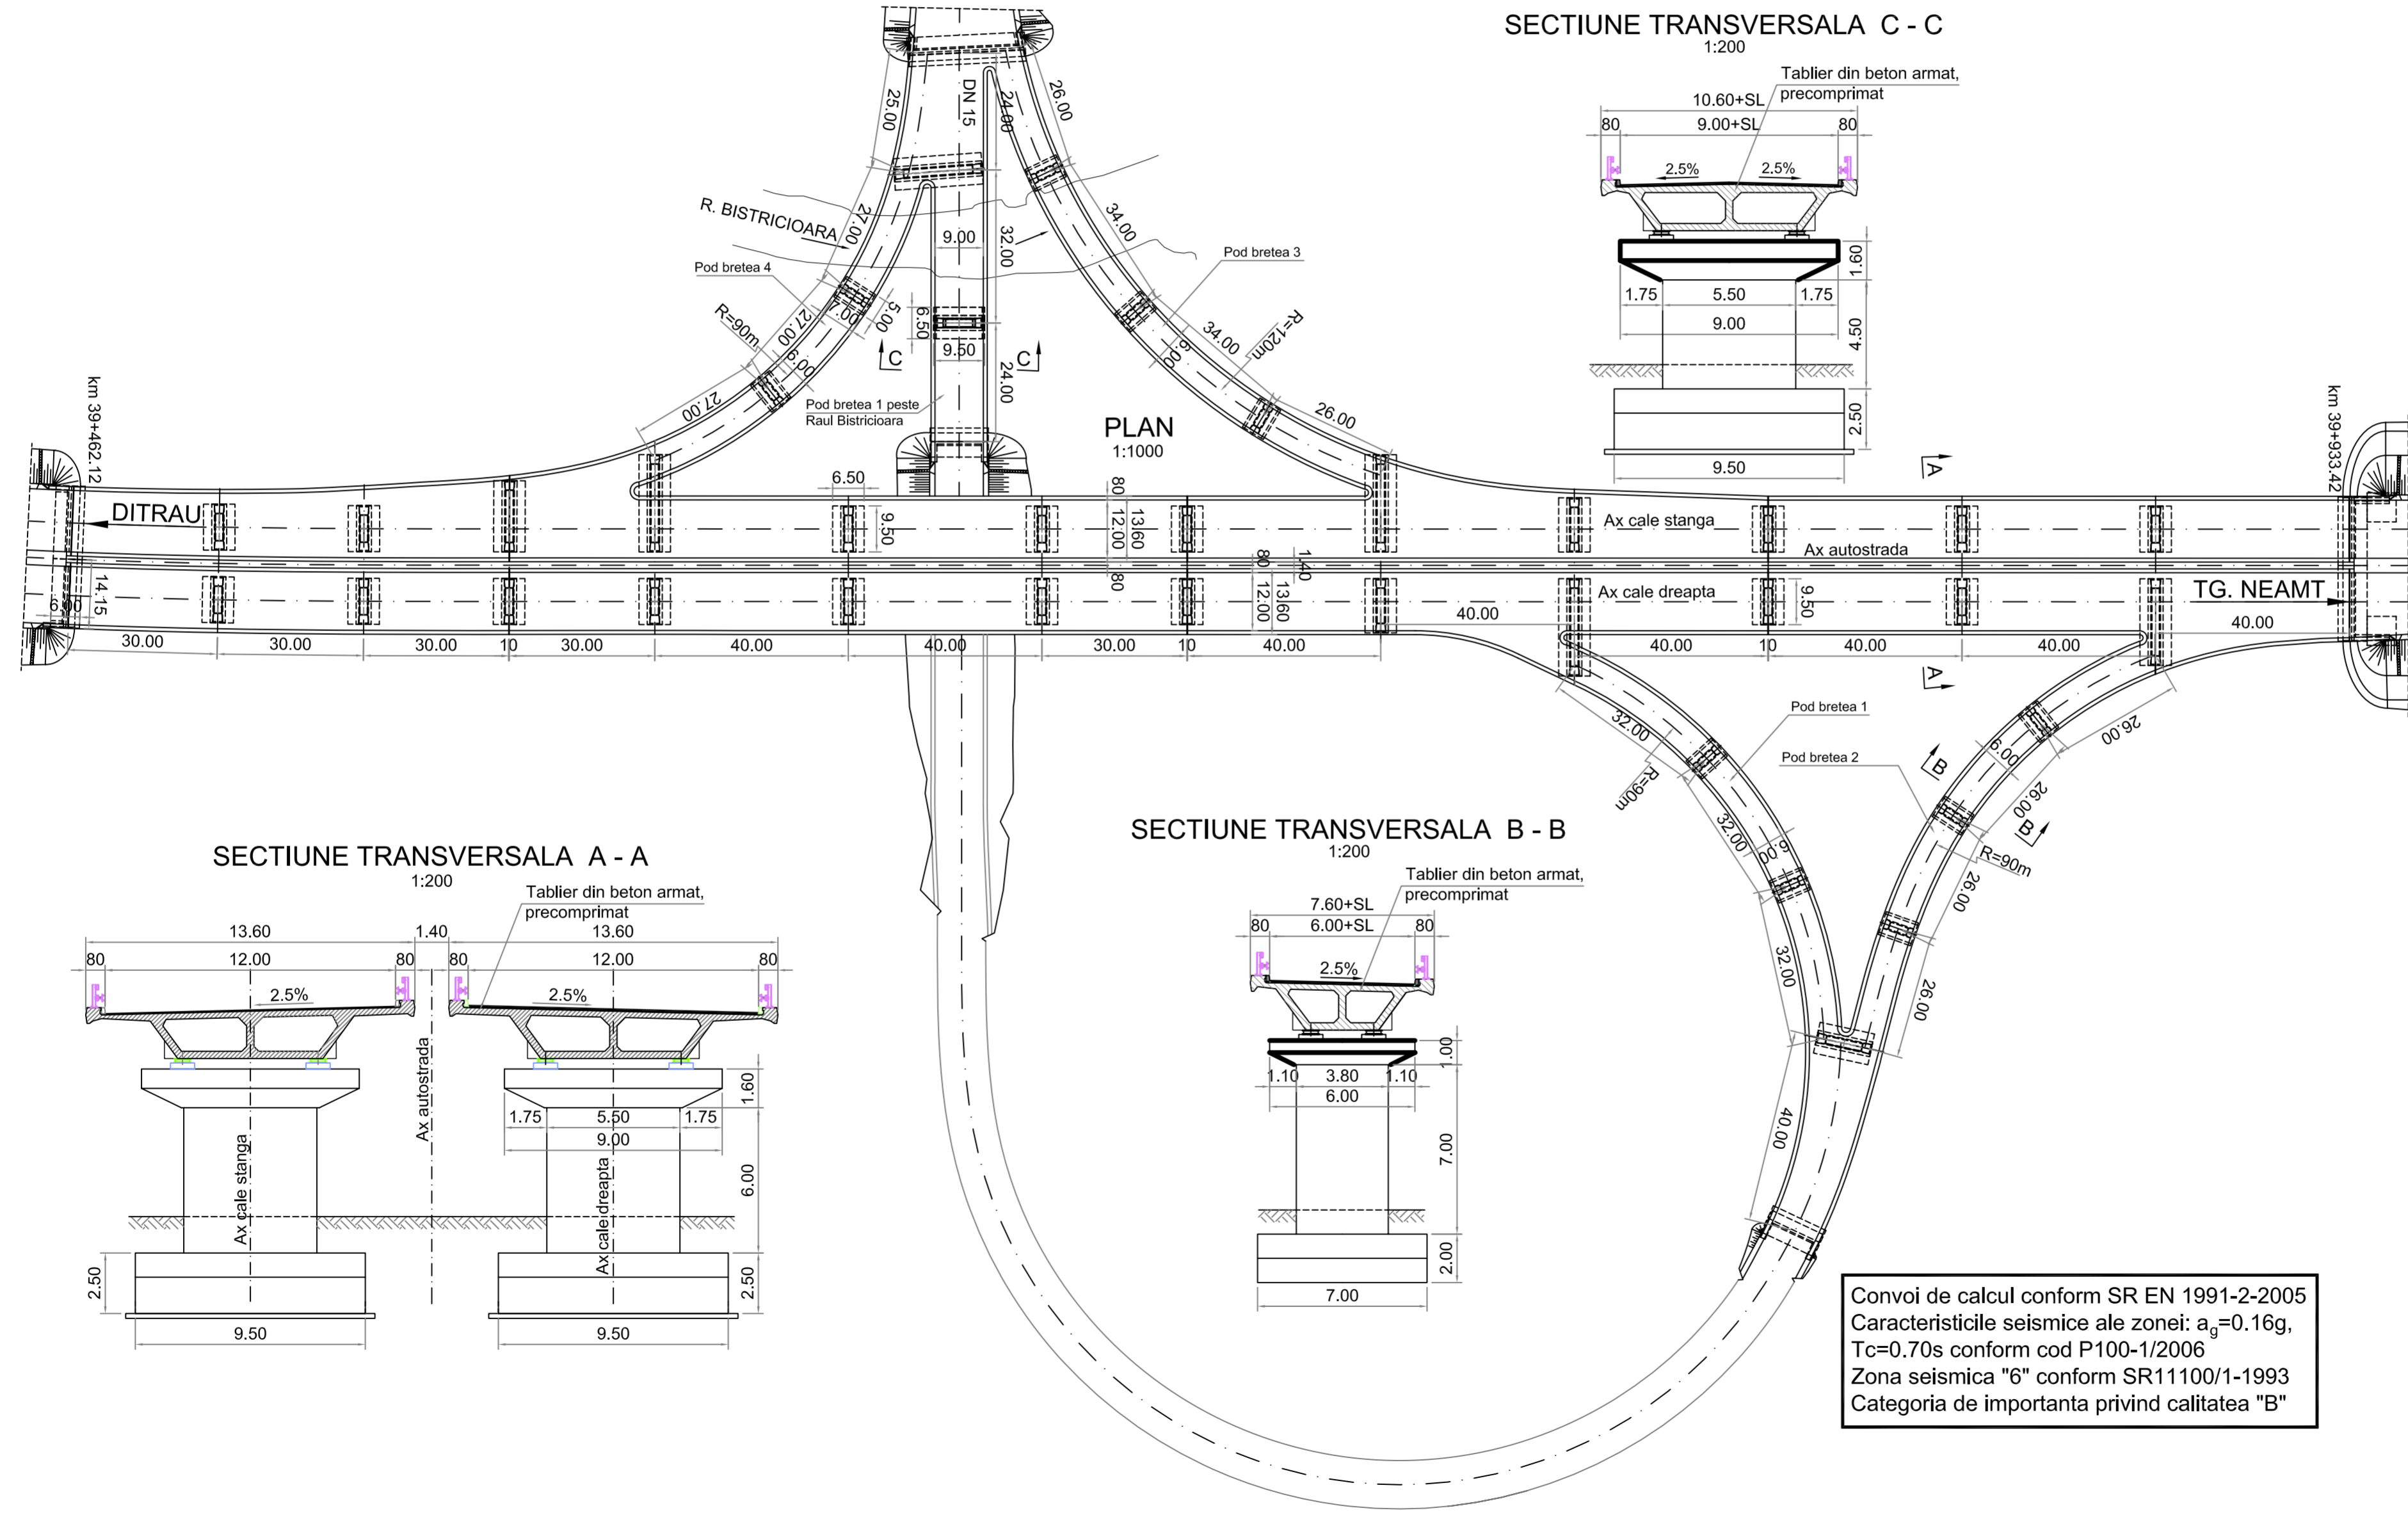 SECTIUNE TRANSVERSALA C - C
1:200
Tablier din beton armat,
precomprimat
10.60+SL
80
9.00+SL
80
2.5%
2.5%
1.60
1.75
5.50
1.75
9.00
4.50
2.50
9.50
25.00
DN 15
24.00
26.00
R. BISTRICIOARA
27.00
9.00
32.00
34.00
Pod bretea 3
Pod bretea 4
7.00
5.00
6.50
R=90m
27.00
6.00
C
C
9.50
24.00
34.00
R=120m
6.00
27.00
Pod bretea 1 peste
Raul Bistricioara
26.00
PLAN
1:1000
km 39+462.12
km 39+933.42
DITRAU
6.50
9.50
80
12.00
13.60
80
80
1.40
12.00
13.60
Ax cale stanga
Ax autostrada
Ax cale dreapta
9.50
TG. NEAMT
A
A
14.15
6.00
40.00
40.00
30.00
30.00
30.00
10
30.00
40.00
40.00
30.00
40.00
40.00
10
40.00
40.00
Pod bretea 1
Pod bretea 2
32.00
R=90m
32.00
6.00
32.00
40.00
26.00
6.00
B
B
26.00
R=90m
26.00
26.00
SECTIUNE TRANSVERSALA A - A
1:200
Tablier din beton armat,
precomprimat
13.60
1.40
13.60
80
12.00
80
80
12.00
80
2.5%
2.5%
Ax autostrada
Ax cale stanga
Ax cale dreapta
1.60
1.75
5.50
1.75
9.00
6.00
2.50
2.50
9.50
9.50
SECTIUNE TRANSVERSALA B - B
1:200
Tablier din beton armat,
precomprimat
7.60+SL
80
6.00+SL
80
2.5%
1.00
1.10
3.80
1.10
6.00
7.00
2.00
7.00
Convoi de calcul conform SR EN 1991-2-2005
Caracteristicile seismice ale zonei: ag=0.16g,
Tc=0.70s conform cod P100-1/2006
Zona seismica "6" conform SR11100/1-1993
Categoria de importanta privind calitatea "B"